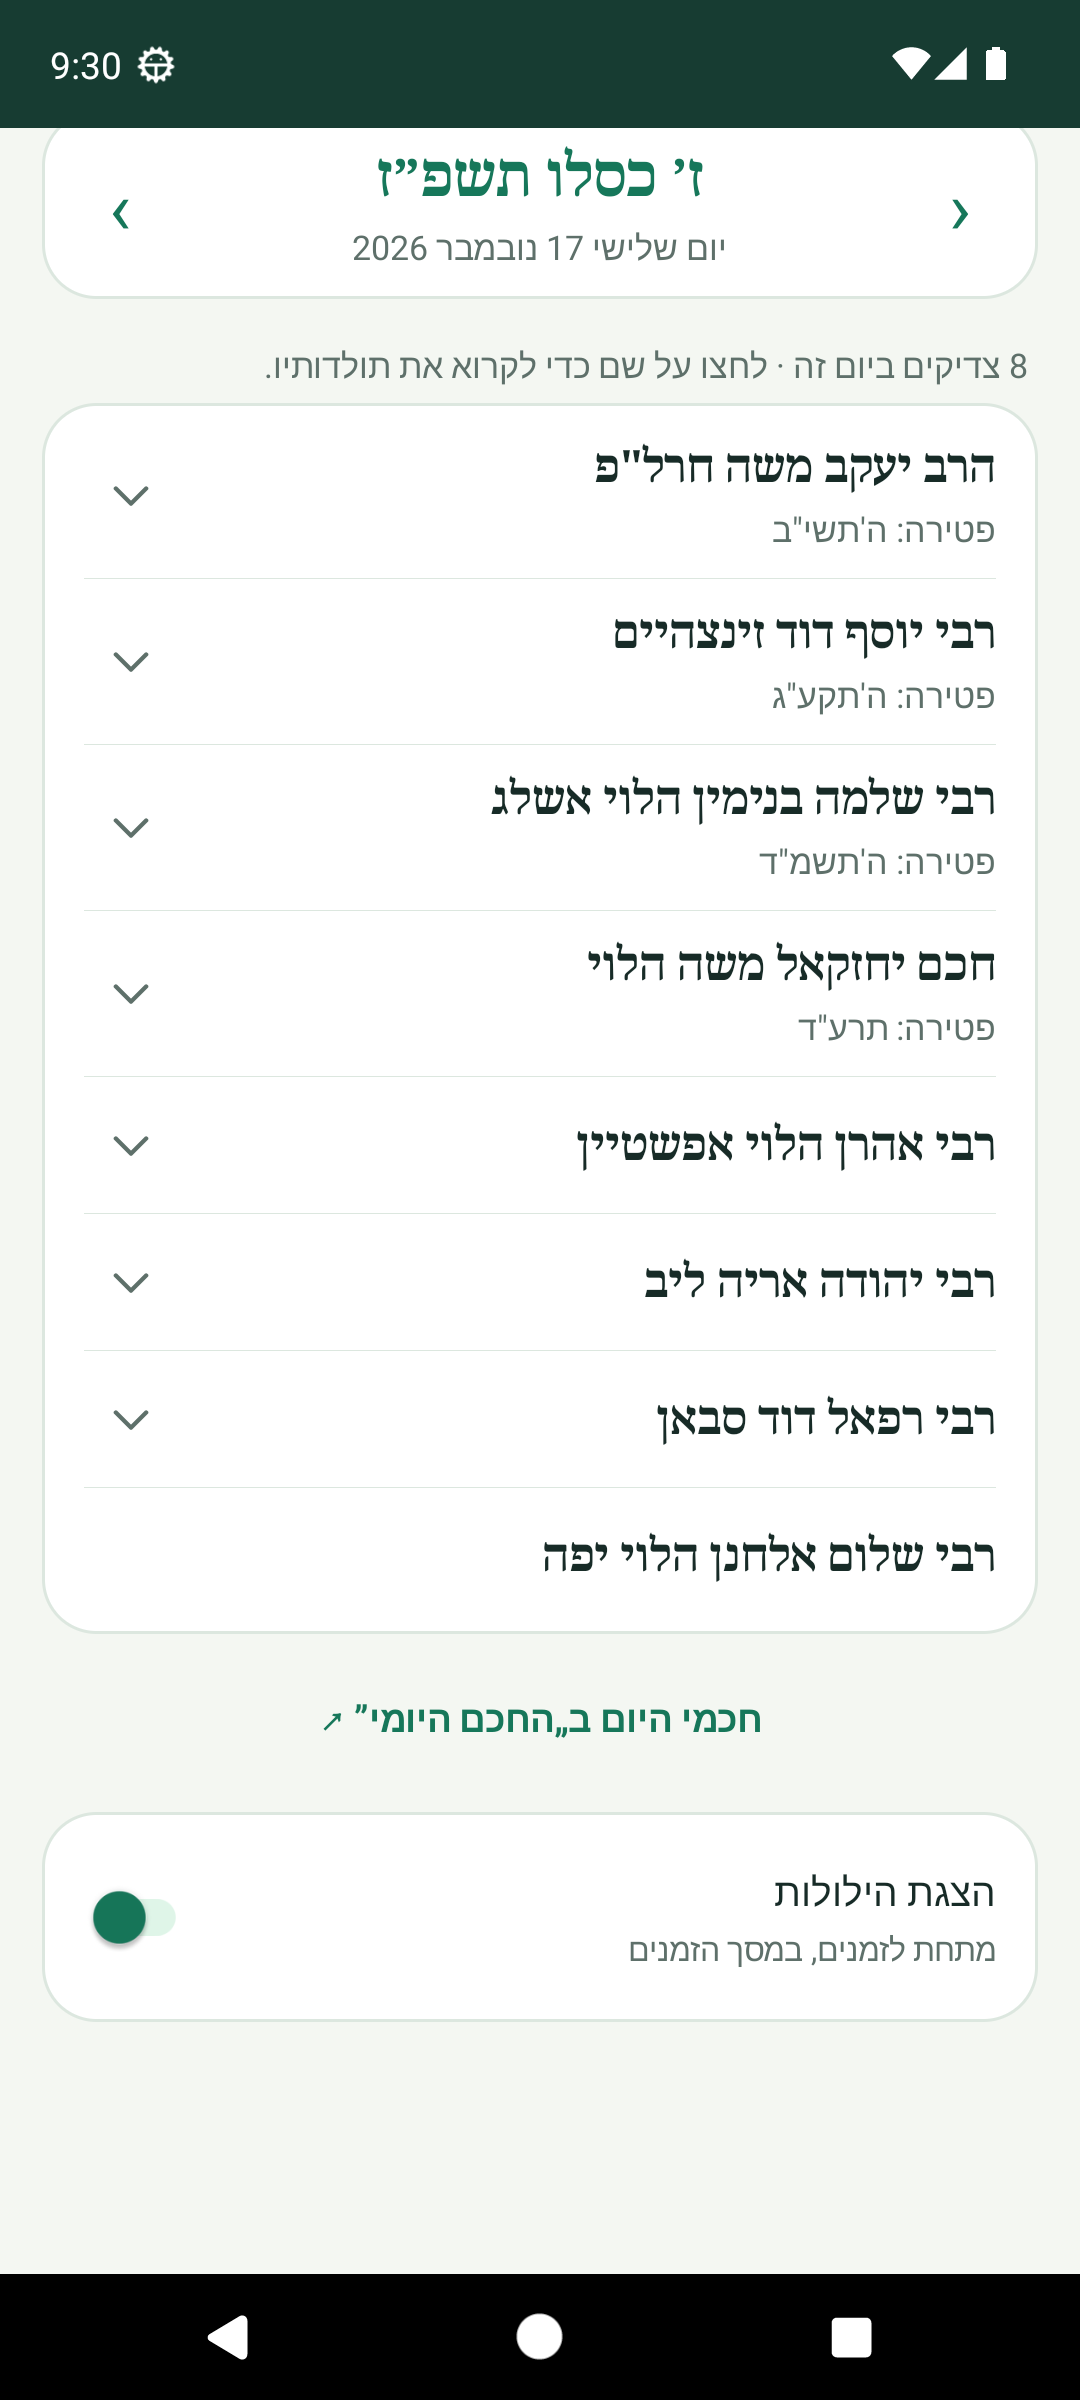 9:30
ז׳ כסלו תשפ״ז
יום שלישי 17 נובמבר 2026
8 צדיקים ביום זה · לחצו על שם כדי לקרוא את תולדותיו.
הרב יעקב משה חרל"פ
פטירה: ה'תשי"ב
רבי יוסף דוד זינצהיים
פטירה: ה'תקע"ג
רבי שלמה בנימין הלוי אשלג
פטירה: ה'תשמ"ד
חכם יחזקאל משה הלוי
פטירה: תרע"ד
רבי אהרן הלוי אפשטיין
רבי יהודה אריה ליב
רבי רפאל דוד סבאן
רבי שלום אלחנן הלוי יפה
חכמי היום ב„החכם היומי” ↗
הצגת הילולות
מתחת לזמנים, במסך הזמנים